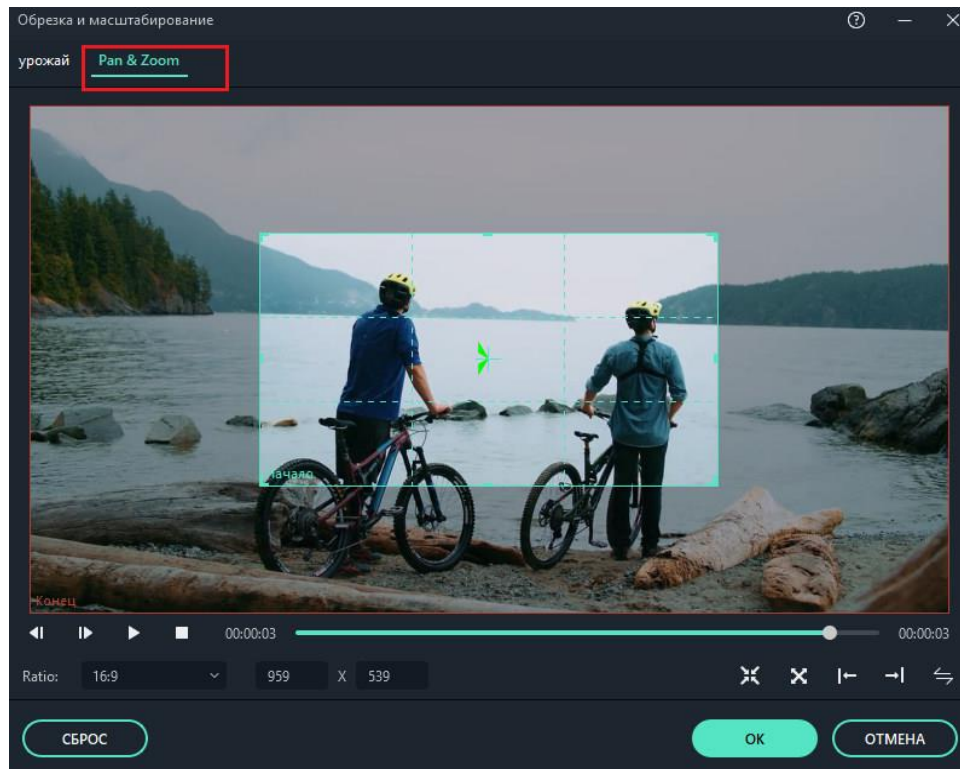 Обрезка и масштабирование
урожай Pan & Zoom
Начало
Конец
00:00:03 00:00:03
Ratio: 16:9 959 X 539
СБРОС ОК ОТМЕНА